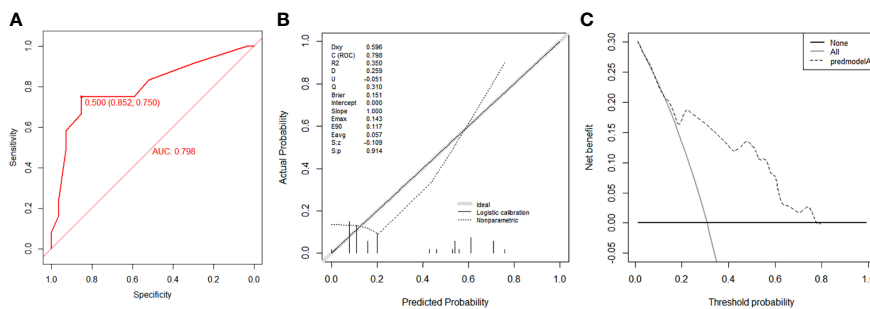 A
B
C
1.0
0.8
0.6
0.4
0.2
0.0
Sensitivity
0.500 (0.852, 0.750)
AUC: 0.798
1.0
0.8
0.6
0.4
0.2
0.0
Specificity
1.0
0.8
0.6
0.4
0.2
0.0
Actual Probability
Dxy 0.596
C (ROC) 0.798
R2 0.350
D 0.259
U -0.051
Q 0.310
Brier 0.151
Intercept 0.000
Slope 1.000
Emax 0.143
E90 0.117
Eavg 0.057
S:z -0.109
S:p 0.914
Ideal
Logistic calibration
Nonparametric
0.0 0.2 0.4 0.6 0.8 1.0
Predicted Probability
0.30
0.25
0.20
0.15
0.10
0.05
0.00
-0.05
Net benefit
None
All
predmodelA
0.0 0.2 0.4 0.6 0.8 1.0
Threshold probability